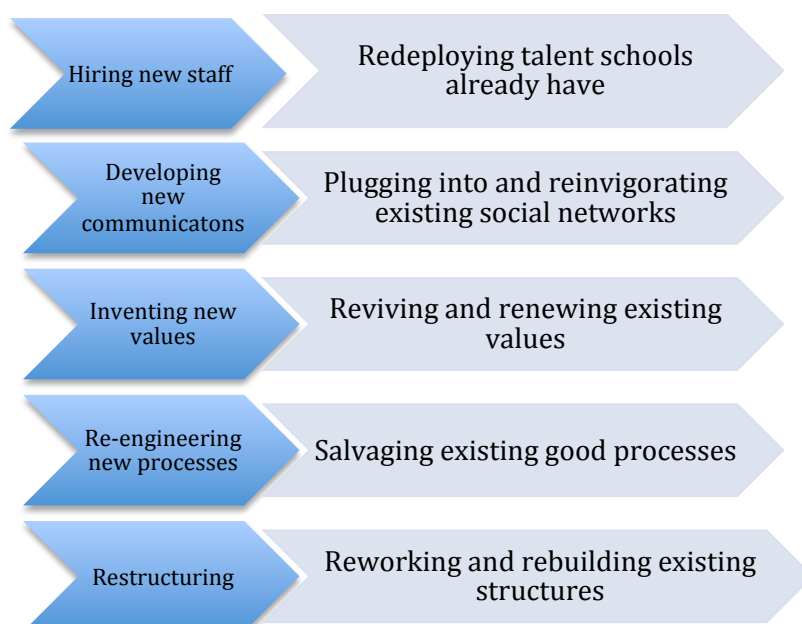 Hiring new staff
Redeploying talent schools
already have
Developing
new
communicatons
Plugging into and reinvigorating
existing social networks
Inventing new
values
Reviving and renewing existing
values
Re-engineering
new processes
Salvaging existing good processes
Restructuring
Reworking and rebuilding existing
structures